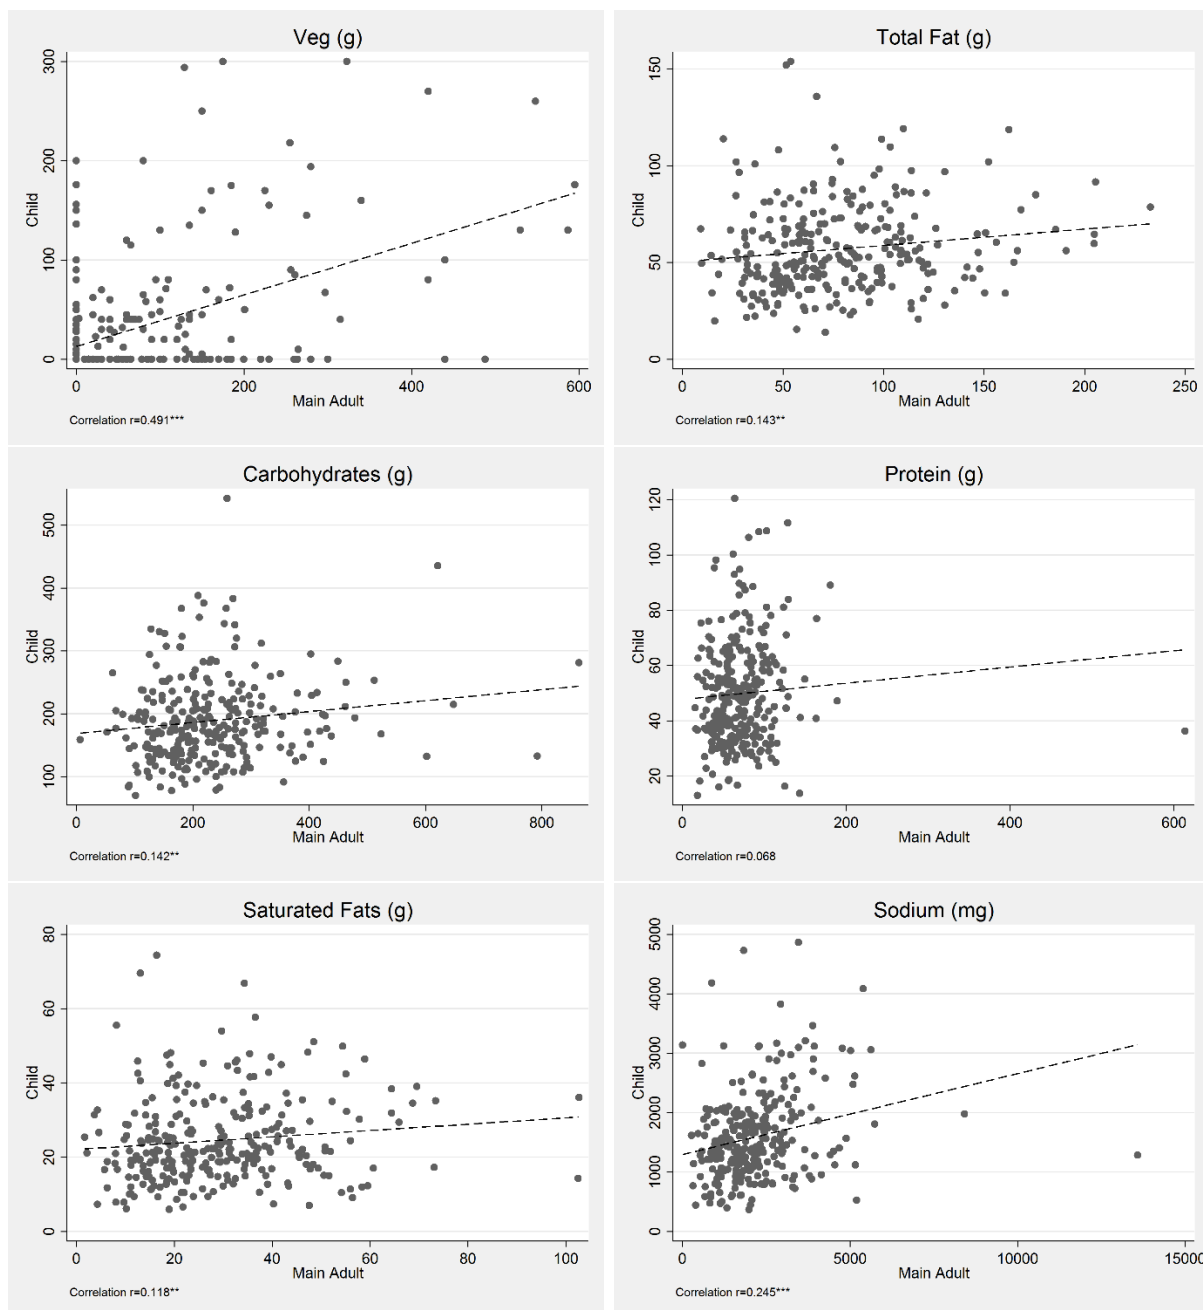 Veg (g)
Child
0 100 200 300
0 200 400 600
Main Adult
Correlation r=0.491***
Total Fat (g)
Child
0 50 100 150
0 50 100 150 200 250
Main Adult
Correlation r=0.143**
Carbohydrates (g)
Child
100 200 300 400 500
0 200 400 600 800
Main Adult
Correlation r=0.142**
Protein (g)
Child
20 40 60 80 100 120
0 200 400 600
Main Adult
Correlation r=0.068
Saturated Fats (g)
Child
0 20 40 60 80
0 20 40 60 80 100
Main Adult
Correlation r=0.118**
Sodium (mg)
Child
0 1000 2000 3000 4000 5000
0 5000 10000 15000
Main Adult
Correlation r=0.245***